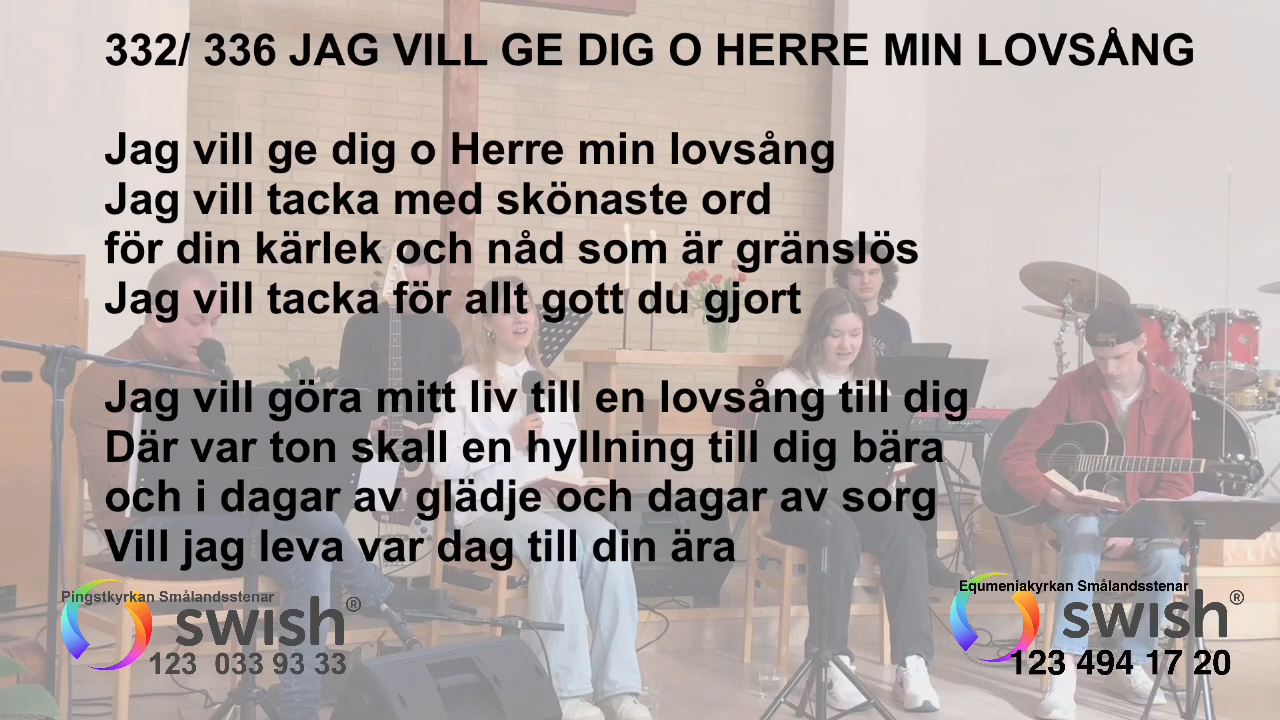 332/ 336 JAG VILL GE DIG O HERRE MIN LOVSÅNG
Jag vill ge dig o Herre min lovsång
Jag vill tacka med skönaste ord
för din kärlek och nåd som är gränslös
Jag vill tacka för allt gott du gjort
Jag vill göra mitt liv till en lovsång till dig
Där var ton skall en hyllning till dig bära
och i dagar av glädje och dagar av sorg
Vill jag leva var dag till din ära
Pingstkyrkan Smålandsstenar
swish®
123 033 93 33
Equmeniakyrkan Smålandsstenar
swish®
123 494 17 20